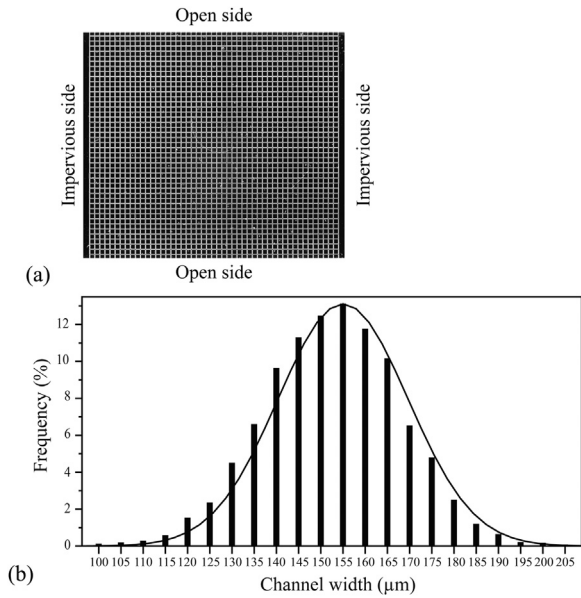 Open side
Impervious side
Impervious side
(a)
Open side
Frequency (%)
12
10
8
6
4
2
0
100 105 110 115 120 125 130 135 140 145 150 155 160 165 170 175 180 185 190 195 200 205
(b)
Channel width (µm)